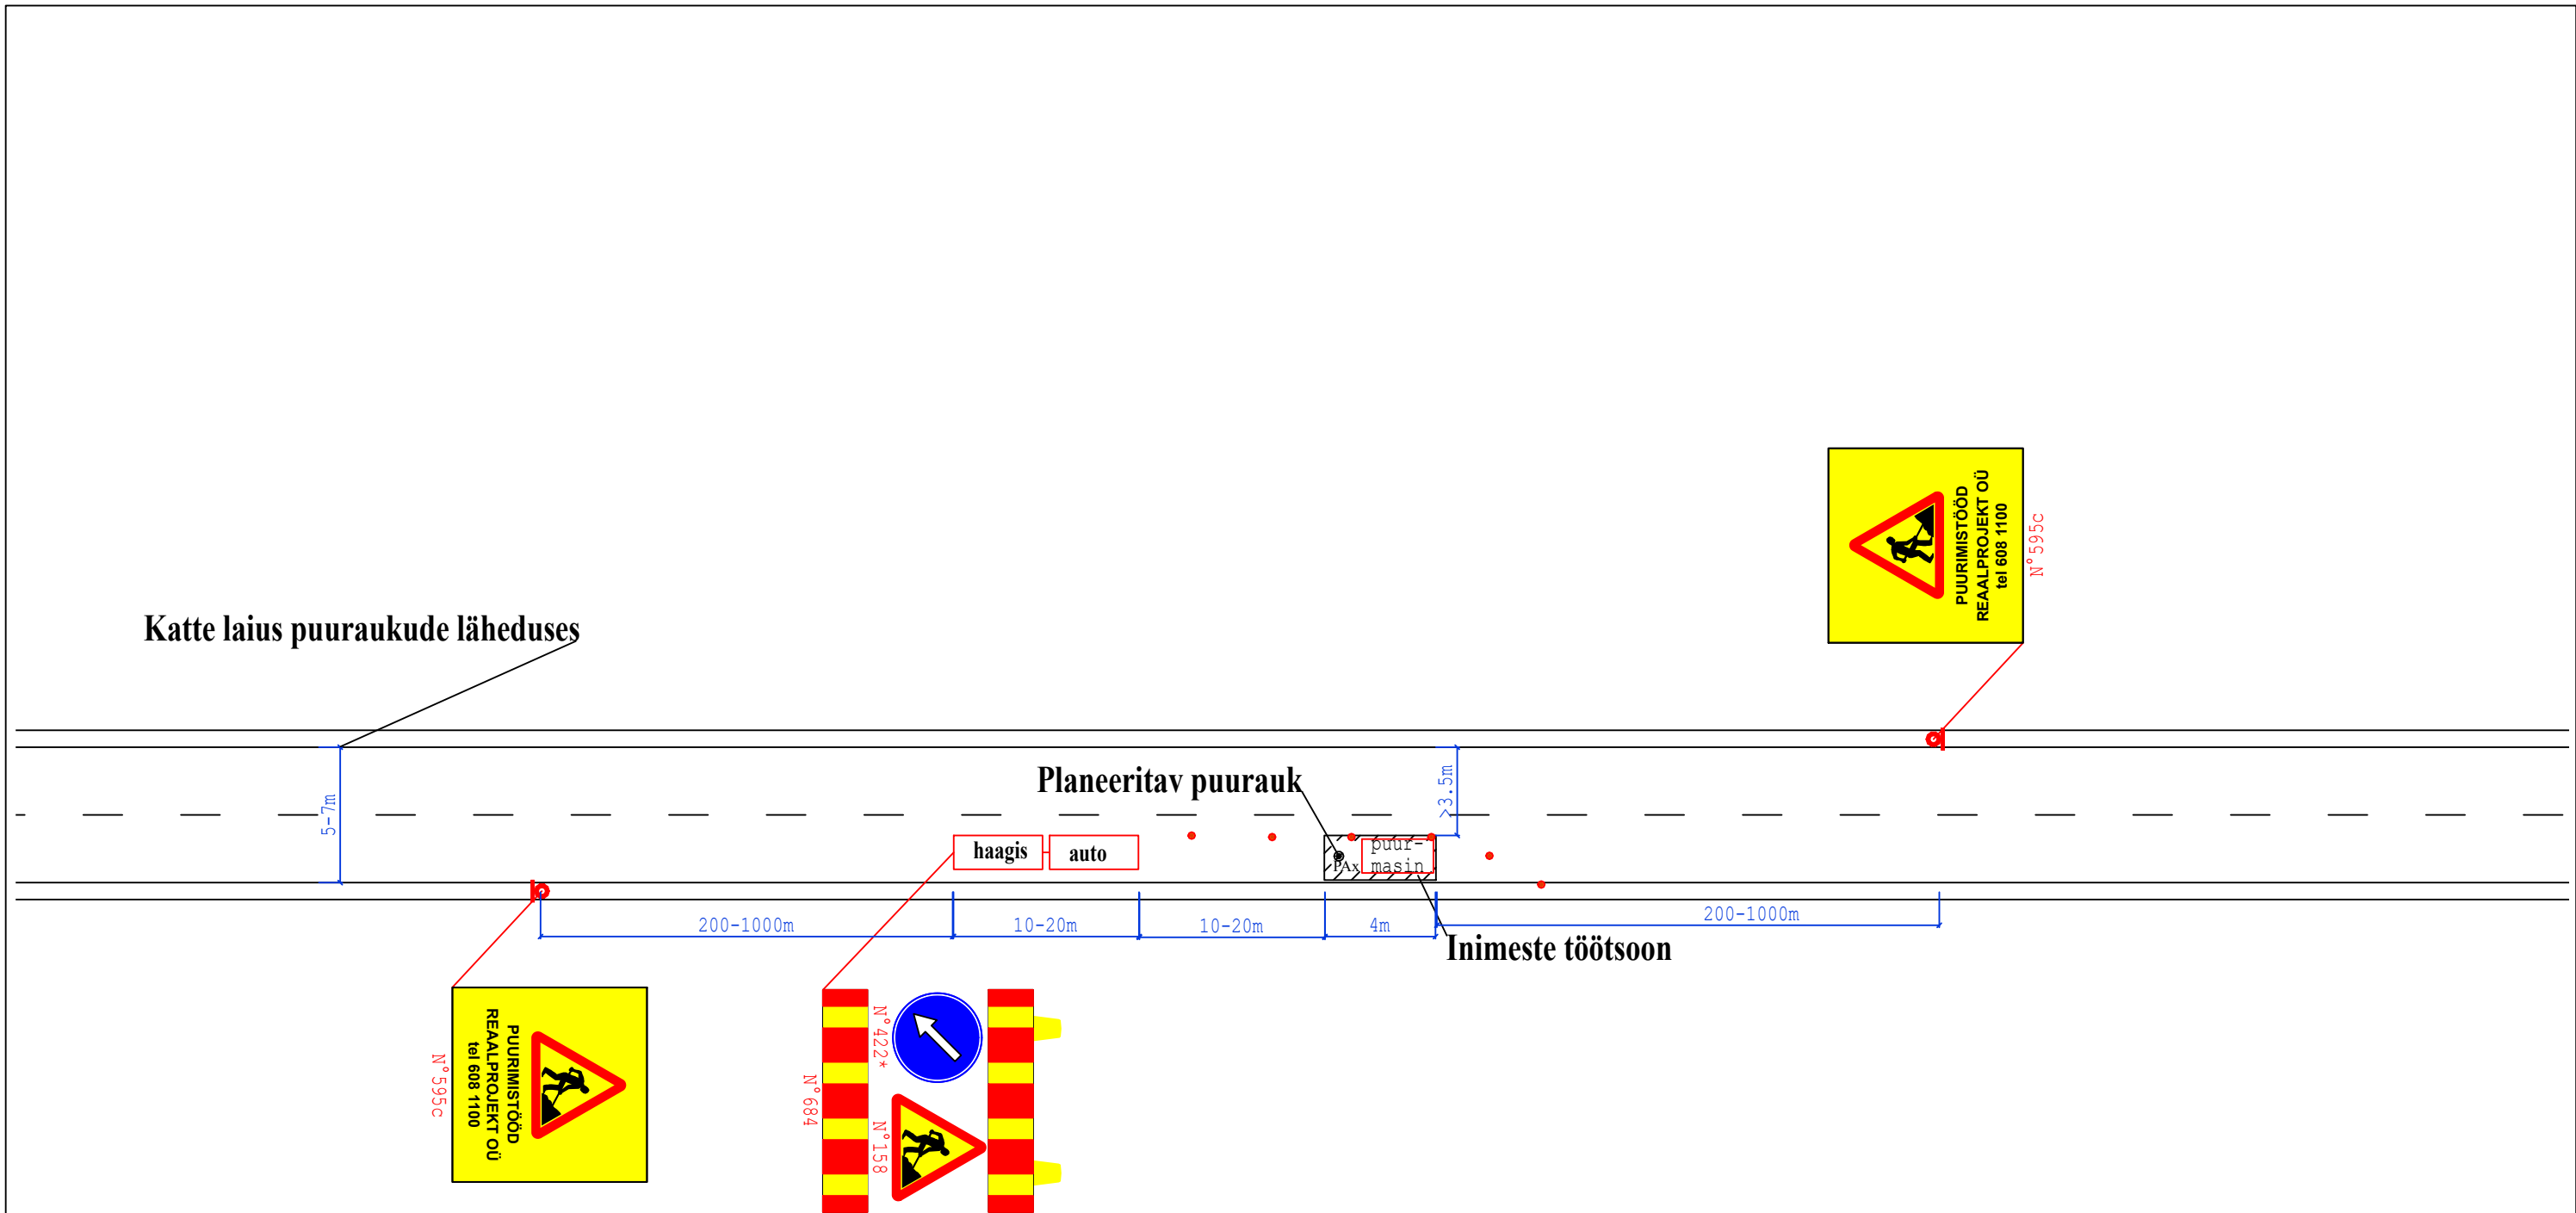 PUURIMISTÖÖD
REAALPROJEKT OÜ
tel 608 1100
N°595c
Katte laius puuraukude läheduses
Planeeritav puurauk
5-7m
>3.5m
haagis
auto
puur-
masin
PAx
200-1000m
10-20m
10-20m
4m
200-1000m
Inimeste töötsoon
PUURIMISTÖÖD
REAALPROJEKT OÜ
tel 608 1100
N°595c
N°422*
N°684
N°158